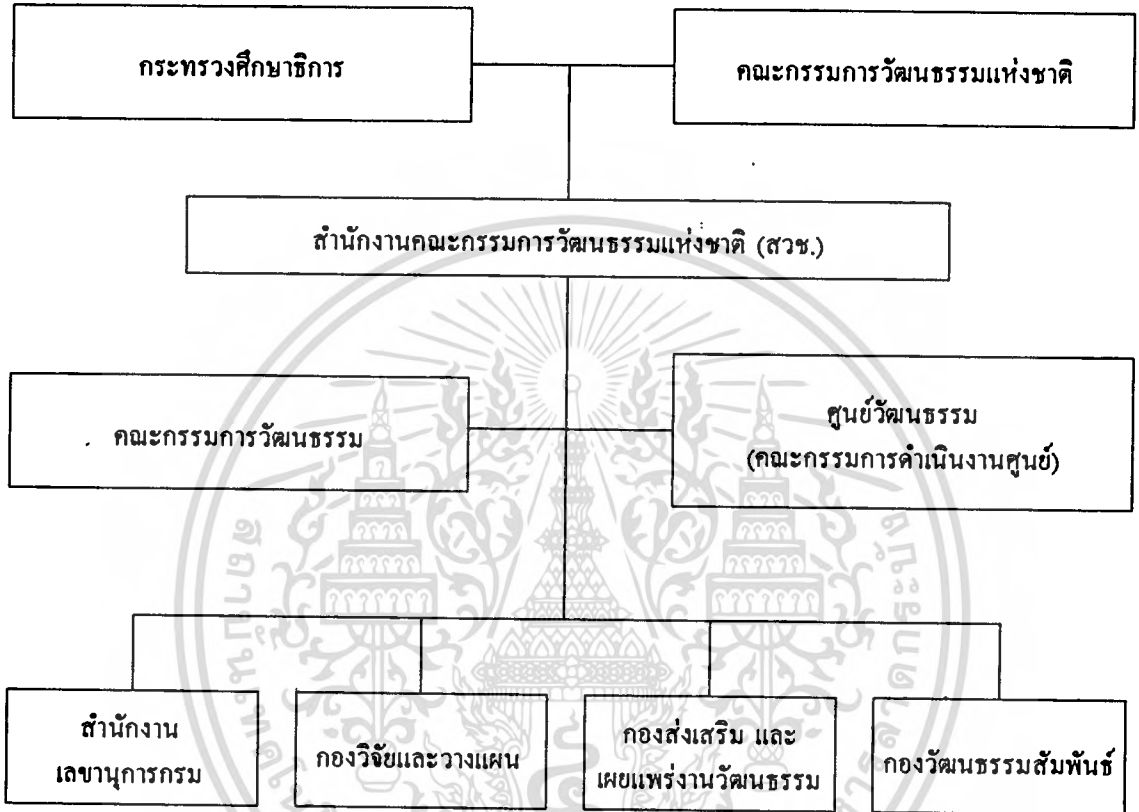 กระทรวงศึกษาธิการ
คณะกรรมการวัฒนธรรมแห่งชาติ
สำนักงานคณะกรรมการวัฒนธรรมแห่งชาติ (สวช.)
คณะกรรมการวัฒนธรรม
ศูนย์วัฒนธรรม
(คณะกรรมการดำเนินงานศูนย์)
สำนักงาน
เลขานุการกรม
กองวิจัยและวางแผน
กองส่งเสริม และ
เผยแพร่งานวัฒนธรรม
กองวัฒนธรรมสัมพันธ์